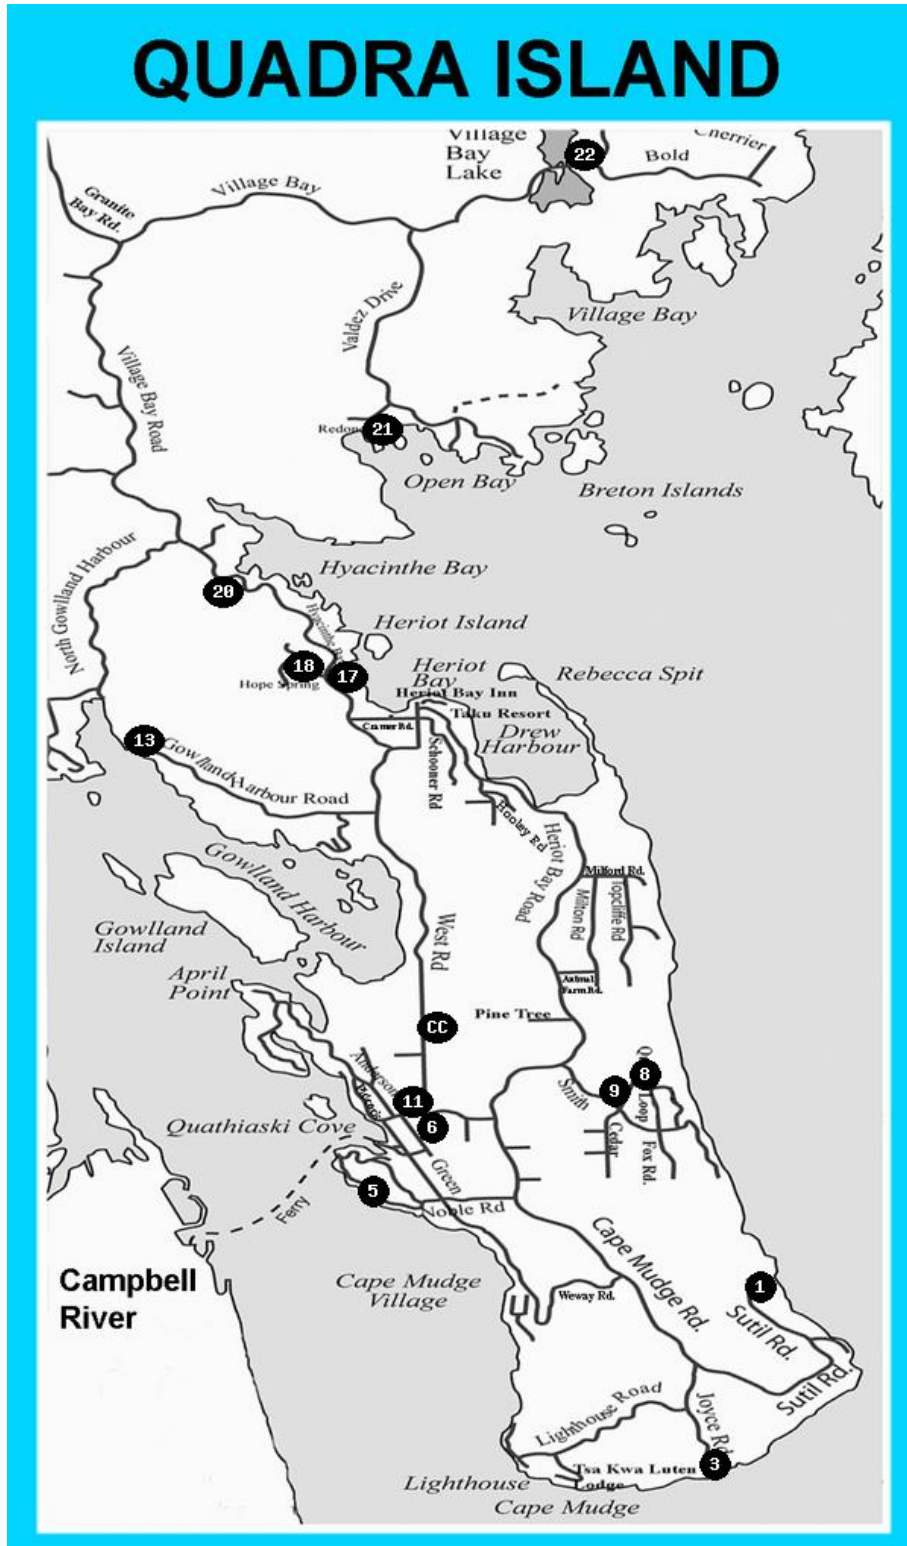 QUADRA ISLAND
Village
Bay
Lake
22
Cherrier
Bold
Granite
Bay Rd.
Village Bay
Valdez Drive
Village Bay
Village Bay Road
21
Open Bay
Breton Islands
North Gowlland Harbour
Hyacinthe Bay
20
Heriot Island
18
17
Hope Spring
Heriot
Bay
Rebecca Spit
Heriot Bay Inn
Taku Resort
Cramer Rd.
Drew
Harbour
Schooner Rd
13
Gowlland Harbour Road
Hooley Rd
Heriot Bay Road
Milford Rd.
Milton Rd
Topcliffe Rd
Gowlland Harbour
Gowlland
Island
West Rd
April
Point
Animal
Farm Rd.
Pine Tree
CC
Anderson
Smith
8
9
Loop
11
6
Quathiaski Cove
Cedar
Fox Rd.
Green
5
Noble Rd
Ferry
Campbell
River
Cape Mudge
Village
Cape Mudge Rd.
Weway Rd.
1
Sutil Rd.
Sutil Rd.
Lighthouse Road
Joyce Rd
3
Tsa Kwa Luten
Lodge
Lighthouse
Cape Mudge